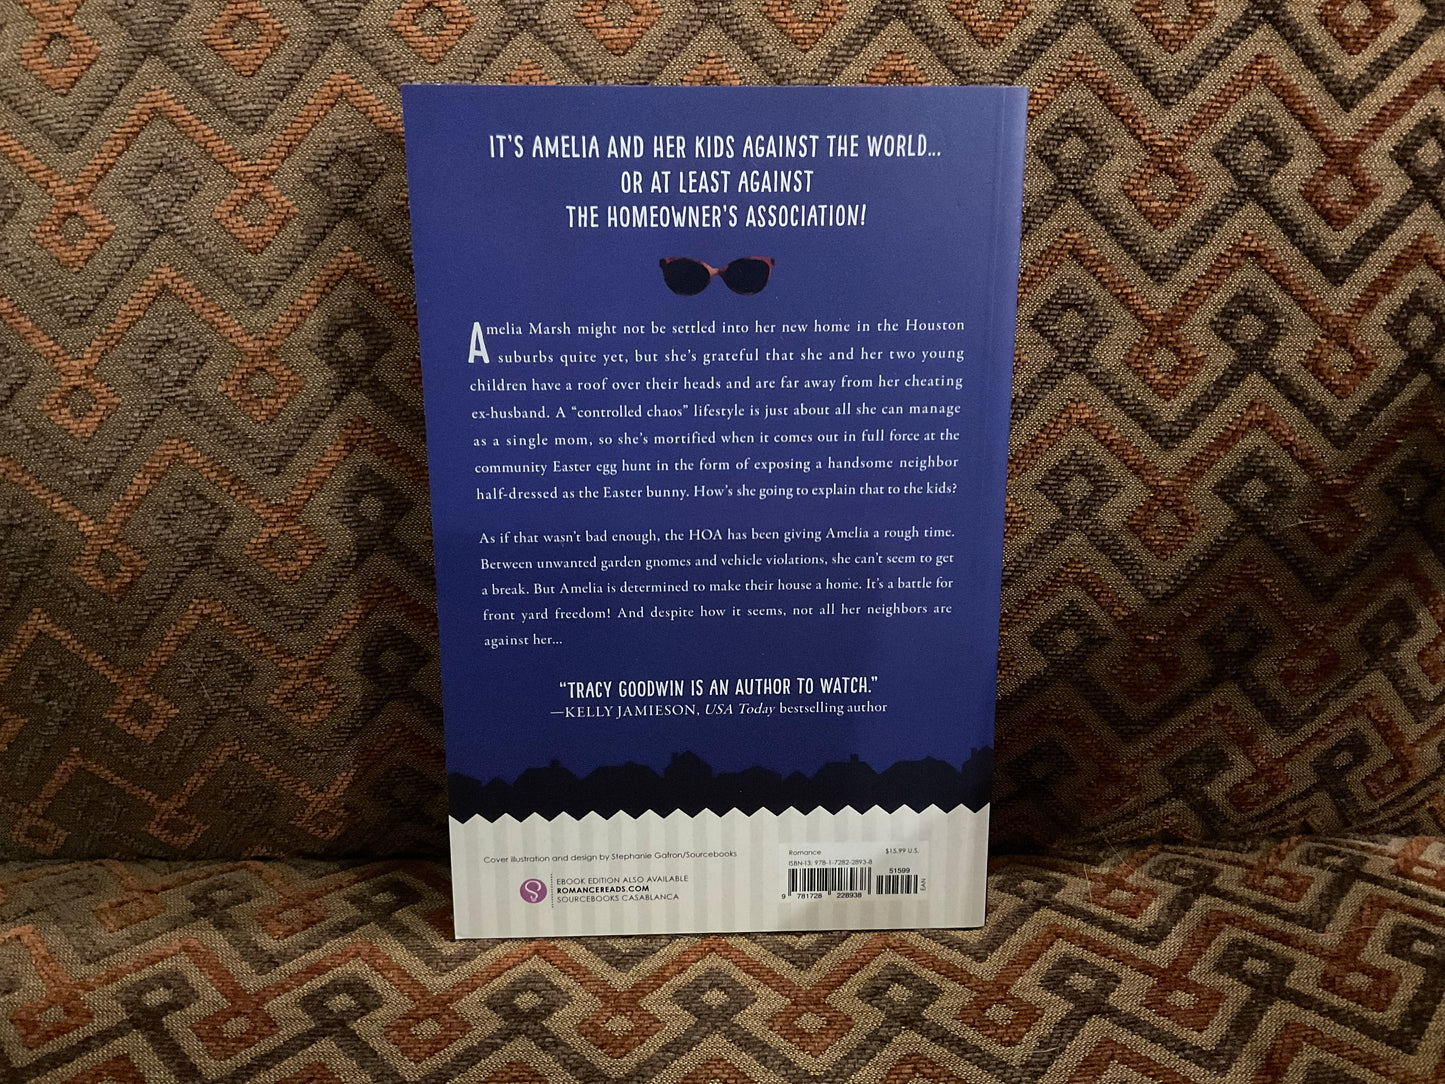 IT'S AMELIA AND HER KIDS AGAINST THE WORLD...
OR AT LEAST AGAINST
THE HOMEOWNER'S ASSOCIATION!
Amelia Marsh might not be settled into her new home in the Houston
suburbs quite yet, but she's grateful that she and her two young
children have a roof over their heads and are far away from her cheating
ex-husband. A “controlled chaos” lifestyle is just about all she can manage
as a single mom, so she's mortified when it comes out in full force at the
community Easter egg hunt in the form of exposing a handsome neighbor
half-dressed as the Easter bunny. How's she going to explain that to the kids?
As if that wasn't bad enough, the HOA has been giving Amelia a rough time.
Between unwanted garden gnomes and vehicle violations, she can't seem to get
a break. But Amelia is determined to make their house a home. It's a battle for
front yard freedom! And despite how it seems, not all her neighbors are
against her...
“TRACY GOODWIN IS AN AUTHOR TO WATCH.”
—KELLY JAMIESON, USA Today bestselling author
Cover illustration and design by Stephanie Gafron/Sourcebooks
EBOOK EDITION ALSO AVAILABLE
ROMANCEREADS.COM
SOURCEBOOKS CASABLANCA
Romance $15.99 U.S.
ISBN-13: 978-1-7282-2893-8
51599
9 781728 228938
EAN